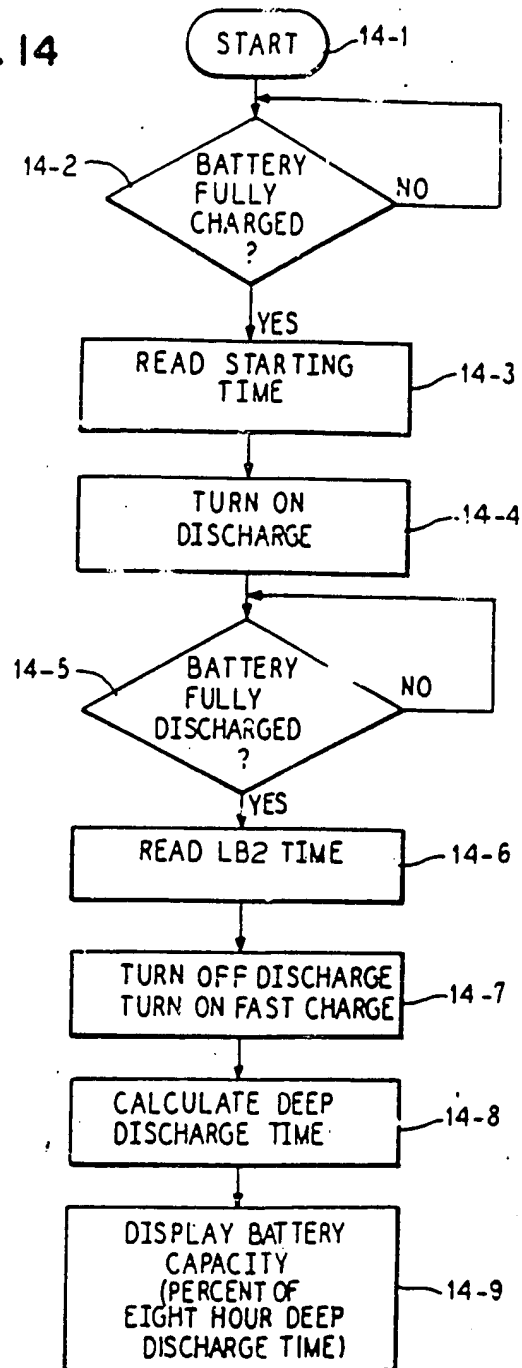 . 14
START
14-1
14-2
BATTERY
FULLY
CHARGED
?
NO
YES
READ STARTING
TIME
14-3
TURN ON
DISCHARGE
14-4
14-5
BATTERY
FULLY
DISCHARGED
?
NO
YES
READ LB2 TIME
14-6
TURN OFF DISCHARGE
TURN ON FAST CHARGE
14-7
CALCULATE DEEP
DISCHARGE TIME
14-8
DISPLAY BATTERY
CAPACITY
(PERCENT OF
EIGHT HOUR DEEP
DISCHARGE TIME)
14-9